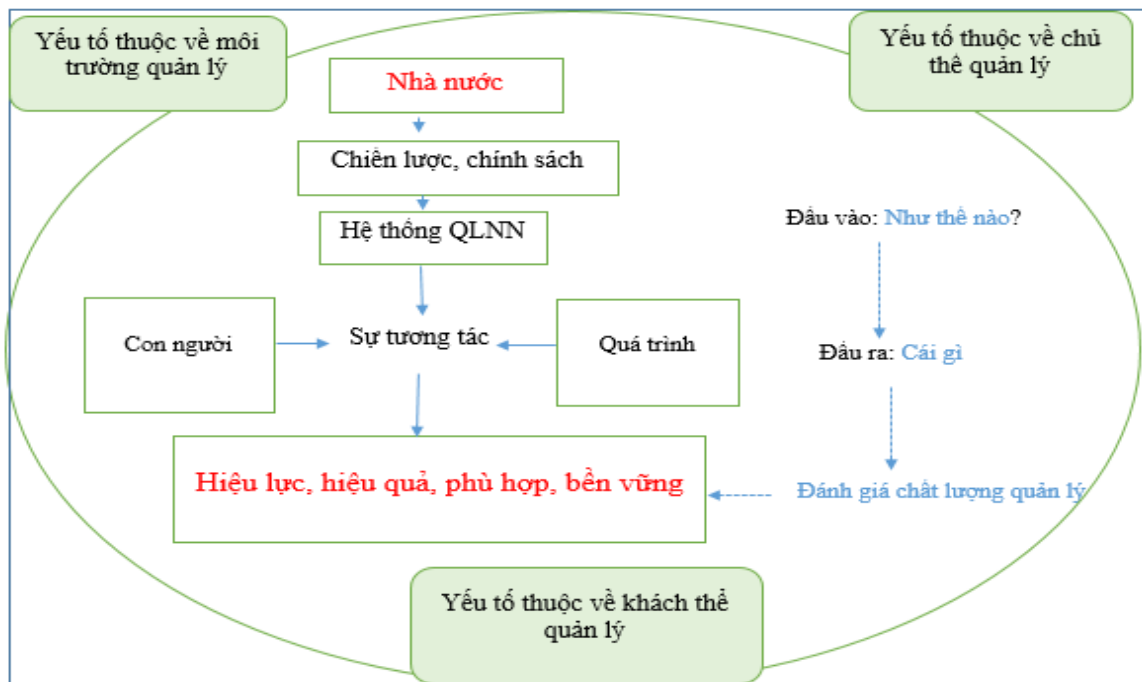 Yếu tố thuộc về môi
trường quản lý
Yếu tố thuộc về chủ
thể quản lý
Nhà nước
Chiến lược, chính sách
Hệ thống QLNN
Đầu vào: Như thế nào?
Con người
Sự tương tác
Quá trình
Đầu ra: Cái gì
Hiệu lực, hiệu quả, phù hợp, bền vững
Đánh giá chất lượng quản lý
Yếu tố thuộc về khách thể
quản lý